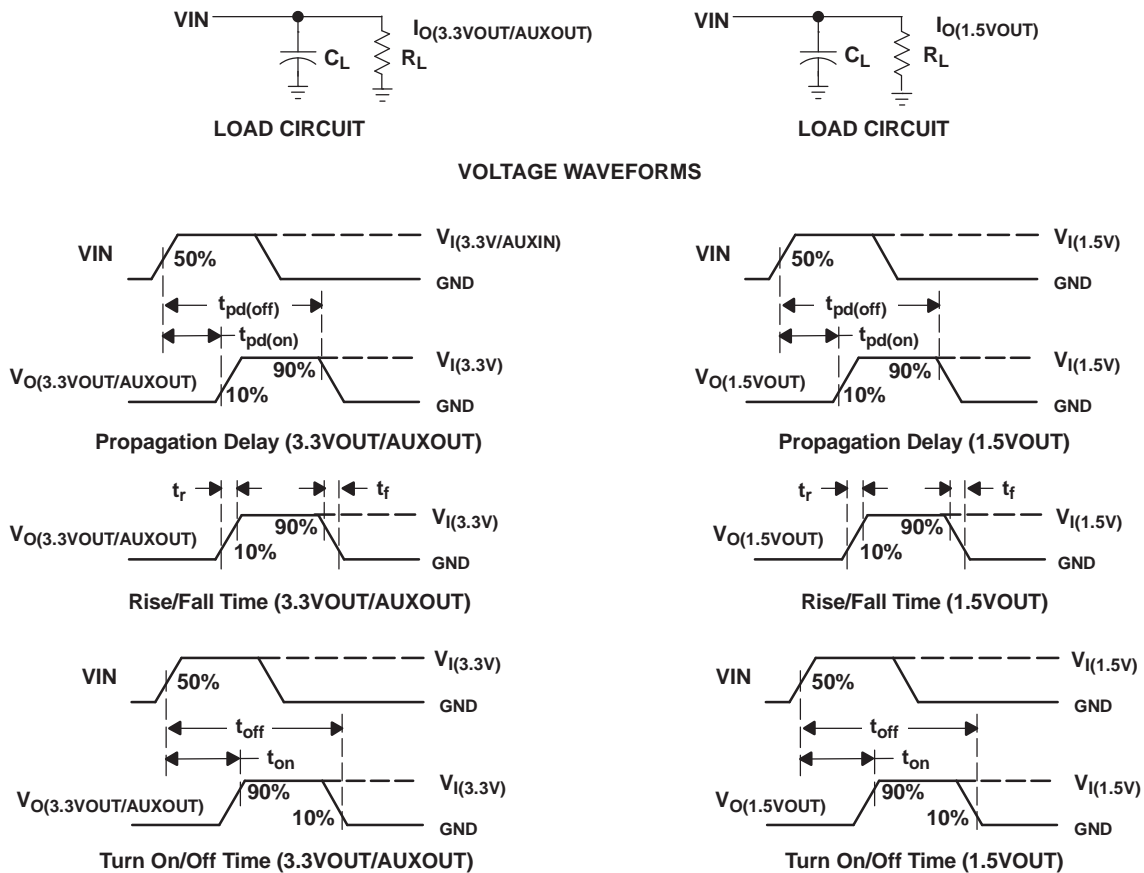 VIN
I_O(3.3VOUT/AUXOUT)
C_L
R_L
LOAD CIRCUIT
VIN
I_O(1.5VOUT)
C_L
R_L
LOAD CIRCUIT
VOLTAGE WAVEFORMS
VIN
50%
V_I(3.3V/AUXIN)
GND
t_pd(off)
t_pd(on)
V_O(3.3VOUT/AUXOUT)
10%
90%
V_I(3.3V)
GND
Propagation Delay (3.3VOUT/AUXOUT)
VIN
50%
V_I(1.5V)
GND
t_pd(off)
t_pd(on)
V_O(1.5VOUT)
10%
90%
V_I(1.5V)
GND
Propagation Delay (1.5VOUT)
t_r
t_f
V_O(3.3VOUT/AUXOUT)
10%
90%
V_I(3.3V)
GND
Rise/Fall Time (3.3VOUT/AUXOUT)
t_r
t_f
V_O(1.5VOUT)
10%
90%
V_I(1.5V)
GND
Rise/Fall Time (1.5VOUT)
VIN
50%
V_I(3.3V)
GND
t_off
t_on
V_O(3.3VOUT/AUXOUT)
90%
10%
V_I(3.3V)
GND
Turn On/Off Time (3.3VOUT/AUXOUT)
VIN
50%
V_I(1.5V)
GND
t_off
t_on
V_O(1.5VOUT)
90%
10%
V_I(1.5V)
GND
Turn On/Off Time (1.5VOUT)